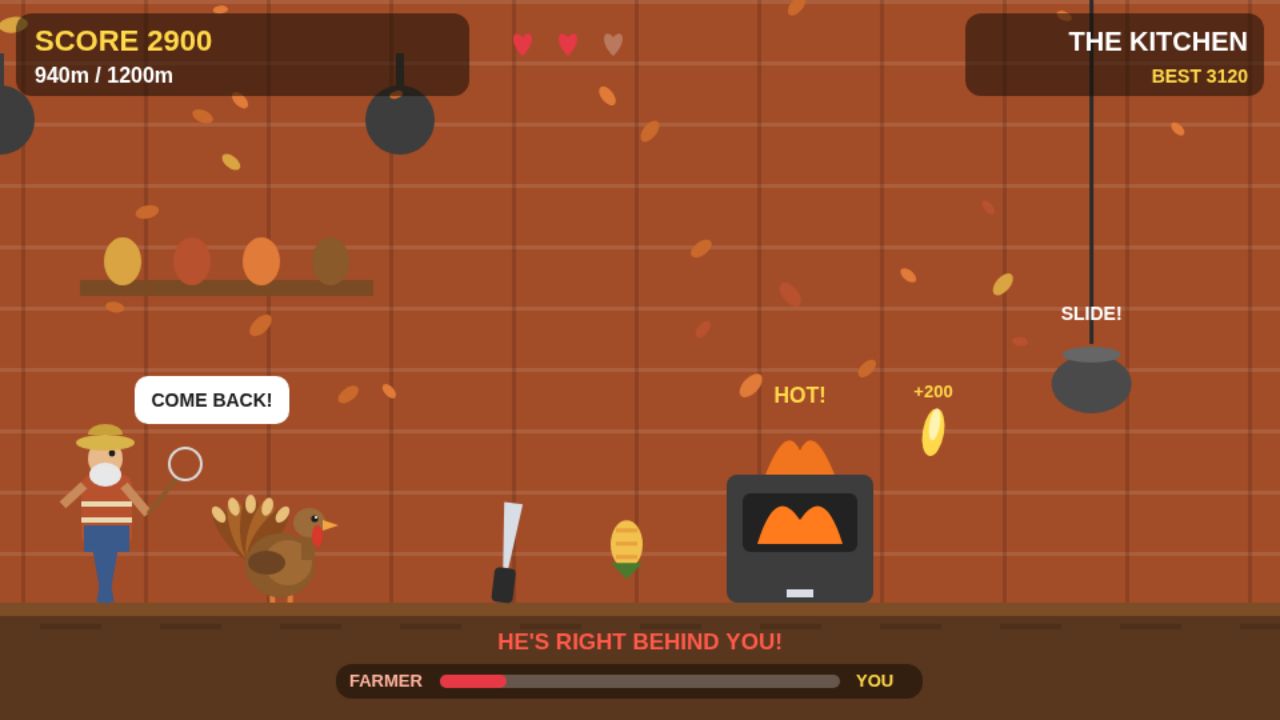 SCORE 2900
940m / 1200m
THE KITCHEN
BEST 3120
SLIDE!
COME BACK!
HOT!
+200
HE'S RIGHT BEHIND YOU!
FARMER
YOU